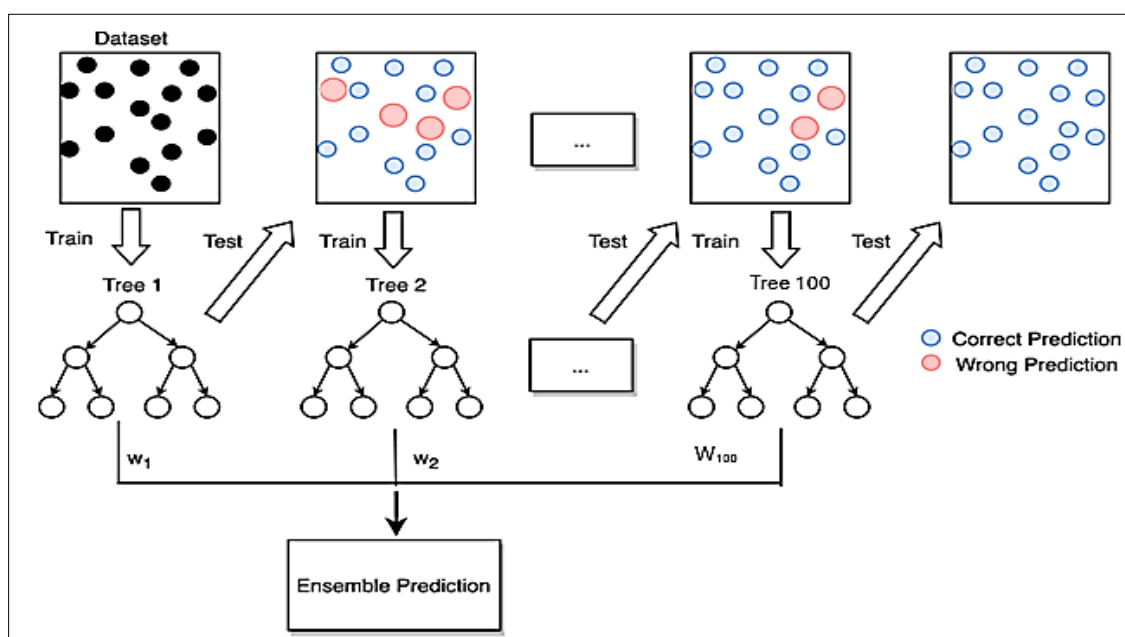 Dataset
...
Train
Test
Train
Test
Train
Test
Tree 1
Tree 2
Tree 100
...
Correct Prediction
Wrong Prediction
w1
w2
W100
Ensemble Prediction